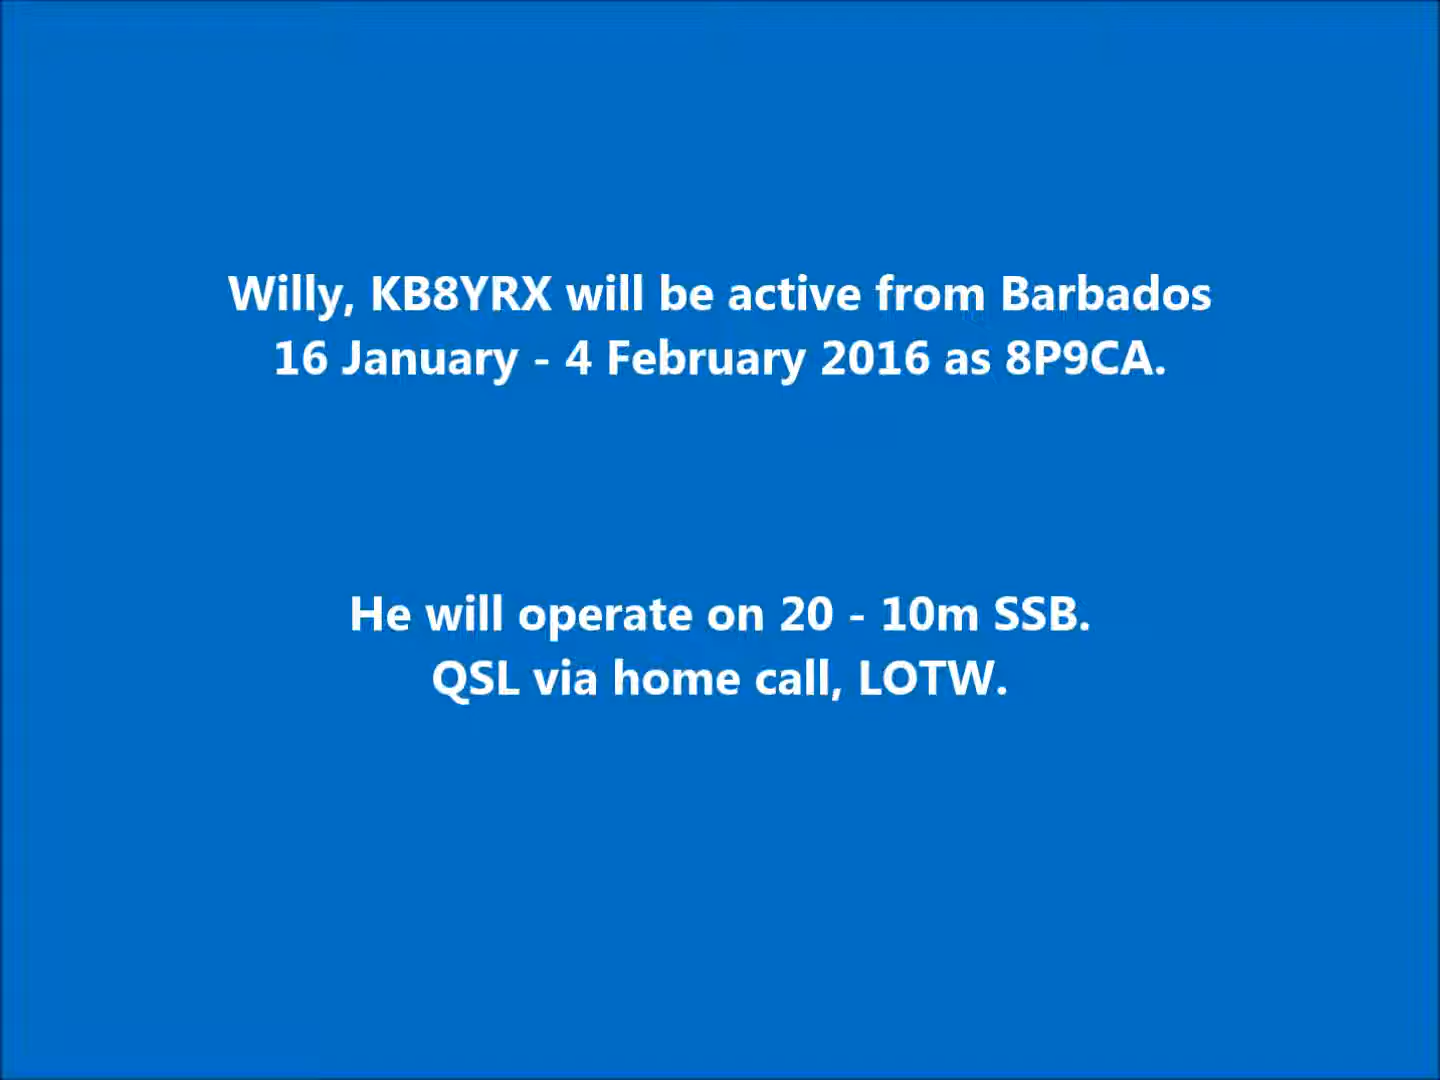 Willy, KB8YRX will be active from Barbados
16 January - 4 February 2016 as 8P9CA.
He will operate on 20 - 10m SSB.
QSL via home call, LOTW.